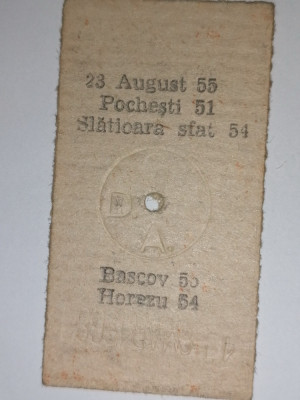 23 August 55
Pochești 51
Slătioara sfat 54
D
A
Bascov 55
Horezu 54